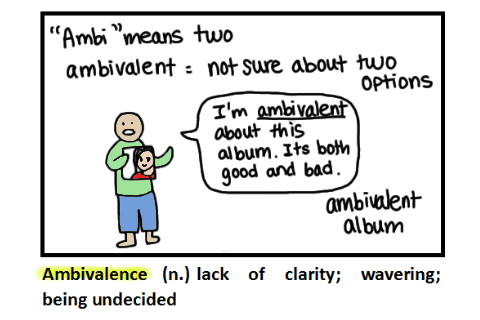 "Ambi" means two
ambivalent = not sure about two
options
I'm ambivalent
about this
album. Its both
good and bad.
ambivalent
album
Ambivalence (n.) lack of clarity; wavering;
being undecided